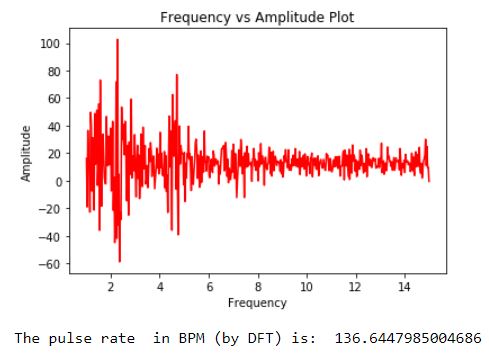 Frequency vs Amplitude Plot
100
80
60
40
20
0
−20
−40
−60
Amplitude
2 4 6 8 10 12 14
Frequency
The pulse rate  in BPM (by DFT) is:  136.6447985004686